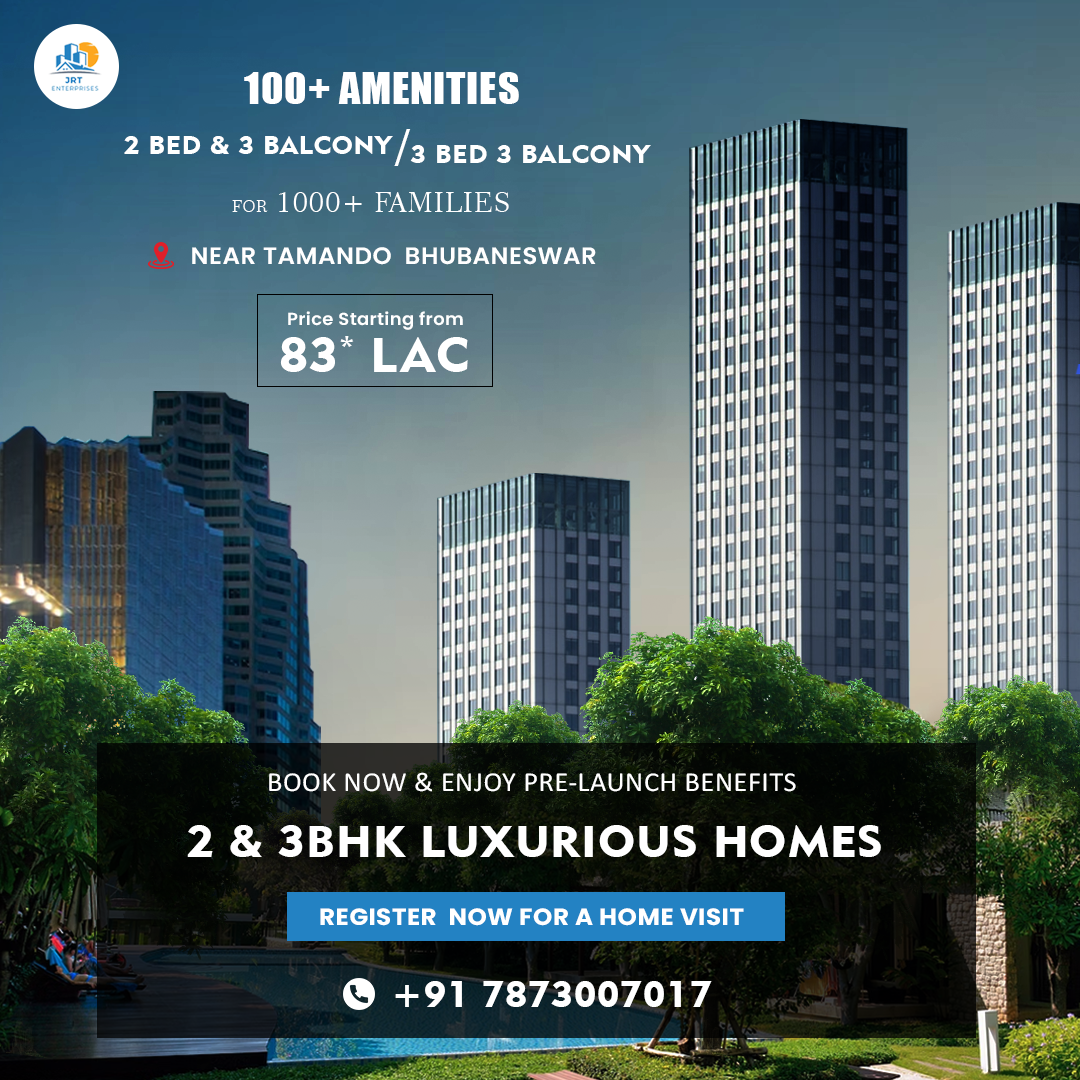 JRT
ENTERPRISES
100+ AMENITIES
2 BED & 3 BALCONY/3 BED 3 BALCONY
FOR 1000+ FAMILIES
NEAR TAMANDO BHUBANESWAR
Price Starting from
83* LAC
BOOK NOW & ENJOY PRE-LAUNCH BENEFITS
2 & 3BHK LUXURIOUS HOMES
REGISTER NOW FOR A HOME VISIT
+91 7873007017